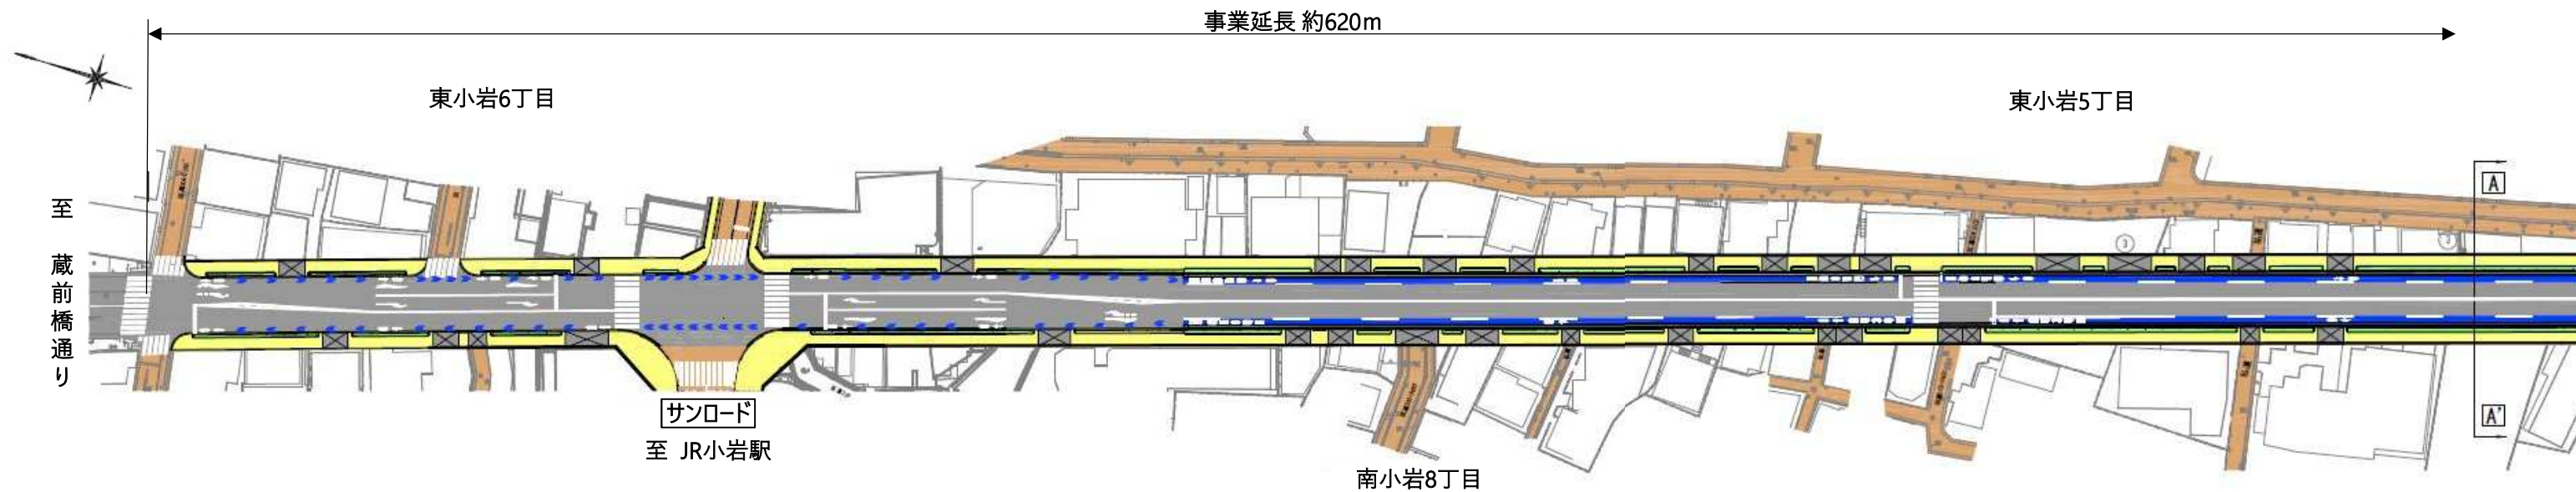 事業延長 約620m
東小岩6丁目
東小岩5丁目
至 蔵前橋通り
A
3
サンロード
至 JR小岩駅
A'
南小岩8丁目